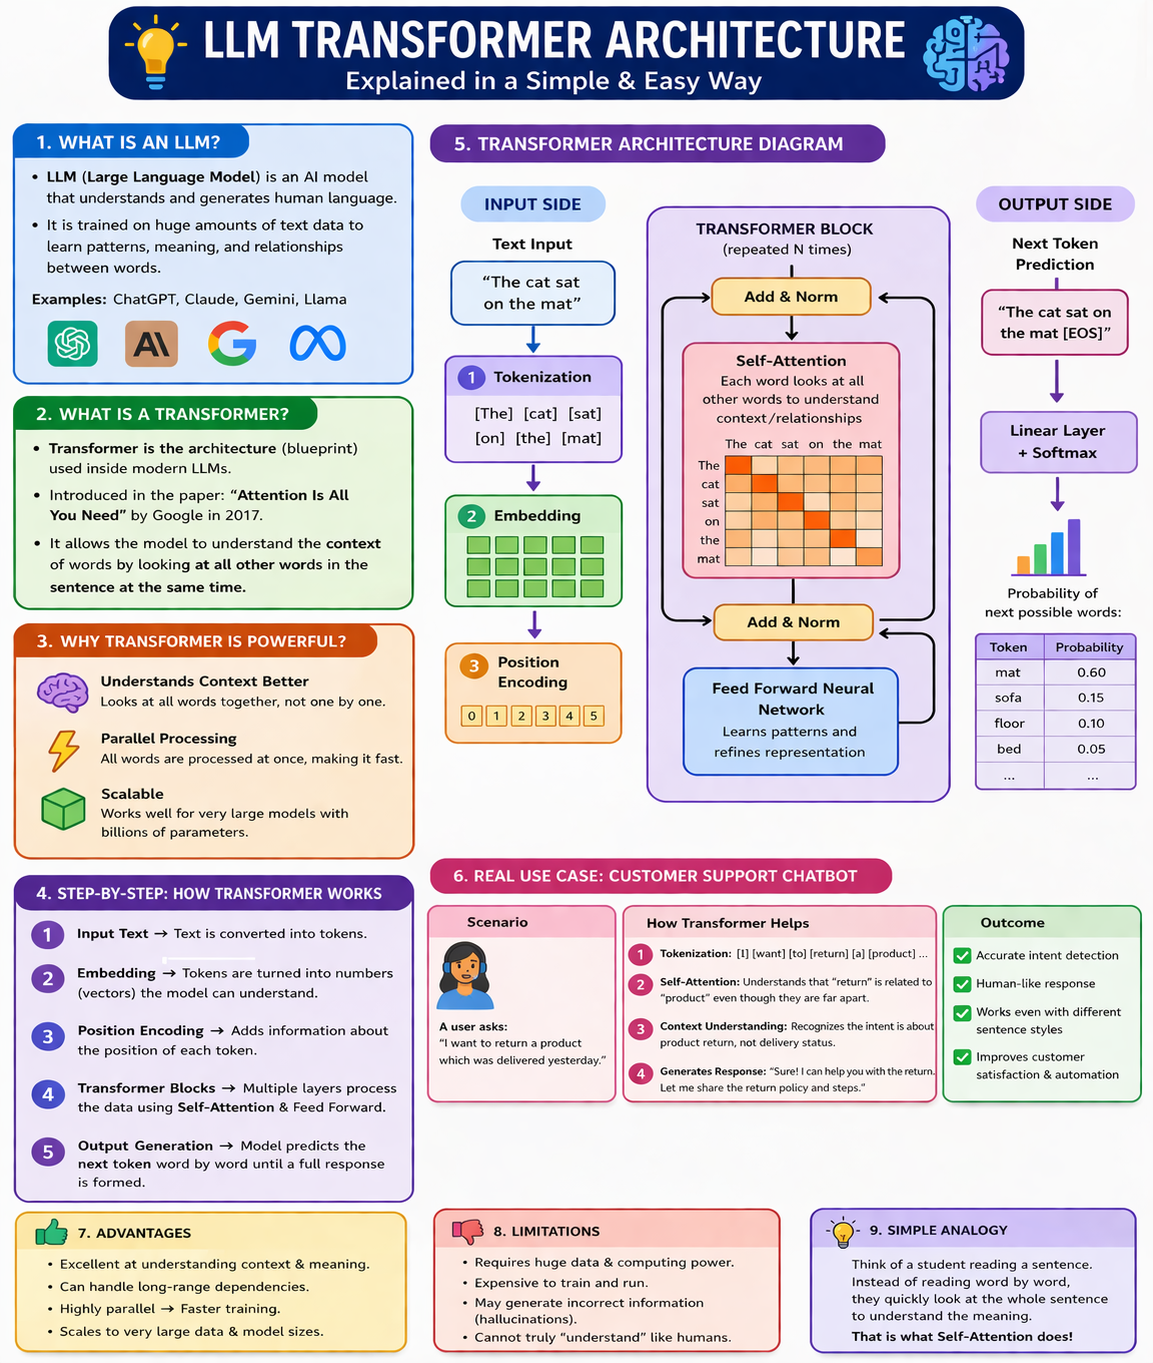 LLM TRANSFORMER ARCHITECTURE
Explained in a Simple & Easy Way
1. WHAT IS AN LLM?
• LLM (Large Language Model) is an AI model
that understands and generates human language.
• It is trained on huge amounts of text data to
learn patterns, meaning, and relationships
between words.
Examples: ChatGPT, Claude, Gemini, Llama
A\
2. WHAT IS A TRANSFORMER?
• Transformer is the architecture (blueprint)
used inside modern LLMs.
• Introduced in the paper: “Attention Is All
You Need” by Google in 2017.
• It allows the model to understand the context
of words by looking at all other words in the
sentence at the same time.
3. WHY TRANSFORMER IS POWERFUL?
Understands Context Better
Looks at all words together, not one by one.
Parallel Processing
All words are processed at once, making it fast.
Scalable
Works well for very large models with
billions of parameters.
4. STEP-BY-STEP: HOW TRANSFORMER WORKS
1 Input Text → Text is converted into tokens.
2 Embedding → Tokens are turned into numbers
(vectors) the model can understand.
3 Position Encoding → Adds information about
the position of each token.
4 Transformer Blocks → Multiple layers process
the data using Self-Attention & Feed Forward.
5 Output Generation → Model predicts the
next token word by word until a full response
is formed.
5. TRANSFORMER ARCHITECTURE DIAGRAM
INPUT SIDE
Text Input
“The cat sat
on the mat”
1 Tokenization
[The] [cat] [sat]
[on] [the] [mat]
2 Embedding
3 Position
Encoding
0 1 2 3 4 5
TRANSFORMER BLOCK
(repeated N times)
Add & Norm
Self-Attention
Each word looks at all
other words to understand
context/relationships
The cat sat on the mat
The
cat
sat
on
the
mat
Add & Norm
Feed Forward Neural
Network
Learns patterns and
refines representation
OUTPUT SIDE
Next Token
Prediction
“The cat sat on
the mat [EOS]”
Linear Layer
+ Softmax
Probability of
next possible words:
Token Probability
mat 0.60
sofa 0.15
floor 0.10
bed 0.05
... ...
6. REAL USE CASE: CUSTOMER SUPPORT CHATBOT
Scenario
A user asks:
“I want to return a product
which was delivered yesterday.”
How Transformer Helps
1 Tokenization: [I] [want] [to] [return] [a] [product] ...
2 Self-Attention: Understands that “return” is related to
“product” even though they are far apart.
3 Context Understanding: Recognizes the intent is about
product return, not delivery status.
4 Generates Response: “Sure! I can help you with the return.
Let me share the return policy and steps.”
Outcome
Accurate intent detection
Human-like response
Works even with different
sentence styles
Improves customer
satisfaction & automation
7. ADVANTAGES
• Excellent at understanding context & meaning.
• Can handle long-range dependencies.
• Highly parallel → Faster training.
• Scales to very large data & model sizes.
8. LIMITATIONS
• Requires huge data & computing power.
• Expensive to train and run.
• May generate incorrect information
(hallucinations).
• Cannot truly “understand” like humans.
9. SIMPLE ANALOGY
Think of a student reading a sentence.
Instead of reading word by word,
they quickly look at the whole sentence
to understand the meaning.
That is what Self-Attention does!